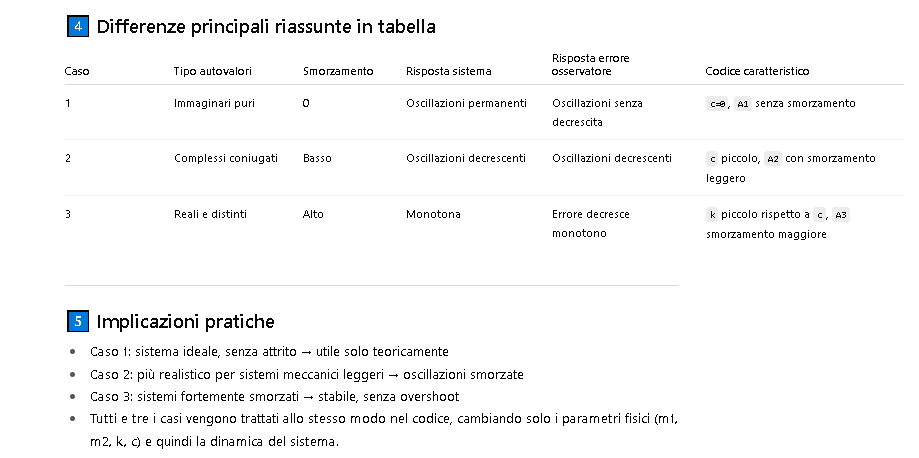 4 Differenze principali riassunte in tabella
Caso Tipo autovalori Smorzamento Risposta sistema Risposta errore osservatore Codice caratteristico
1 Immaginari puri 0 Oscillazioni permanenti Oscillazioni senza decrescita c=0, A1 senza smorzamento
2 Complessi coniugati Basso Oscillazioni decrescenti Oscillazioni decrescenti c piccolo, A2 con smorzamento leggero
3 Reali e distinti Alto Monotona Errore decresce monotono k piccolo rispetto a c, A3 smorzamento maggiore
5 Implicazioni pratiche
• Caso 1: sistema ideale, senza attrito → utile solo teoricamente
• Caso 2: più realistico per sistemi meccanici leggeri → oscillazioni smorzate
• Caso 3: sistemi fortemente smorzati → stabile, senza overshoot
• Tutti e tre i casi vengono trattati allo stesso modo nel codice, cambiando solo i parametri fisici (m1,
m2, k, c) e quindi la dinamica del sistema.